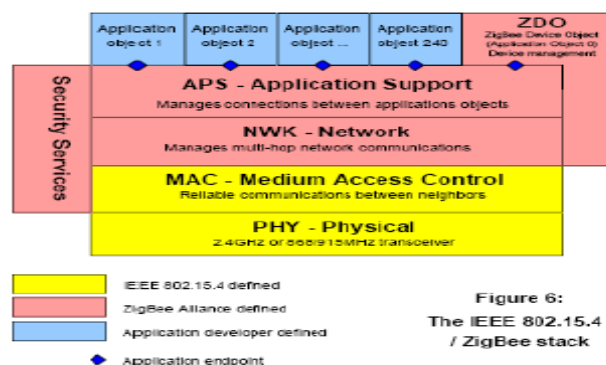 Application
object 1
Application
object 2
Application
object ...
Application
object 240
ZDO
ZigBee Device Object
(Application Object 0)
Device management
Security Services
APS - Application Support
Manages connections between applications objects
NWK - Network
Manages multi-hop network communications
MAC - Medium Access Control
Reliable communications between neighbors
PHY - Physical
2.4GHz or 868/915MHz transceiver
IEEE 802.15.4 defined
ZigBee Alliance defined
Application developer defined
Application endpoint
Figure 6:
The IEEE 802.15.4
/ ZigBee stack